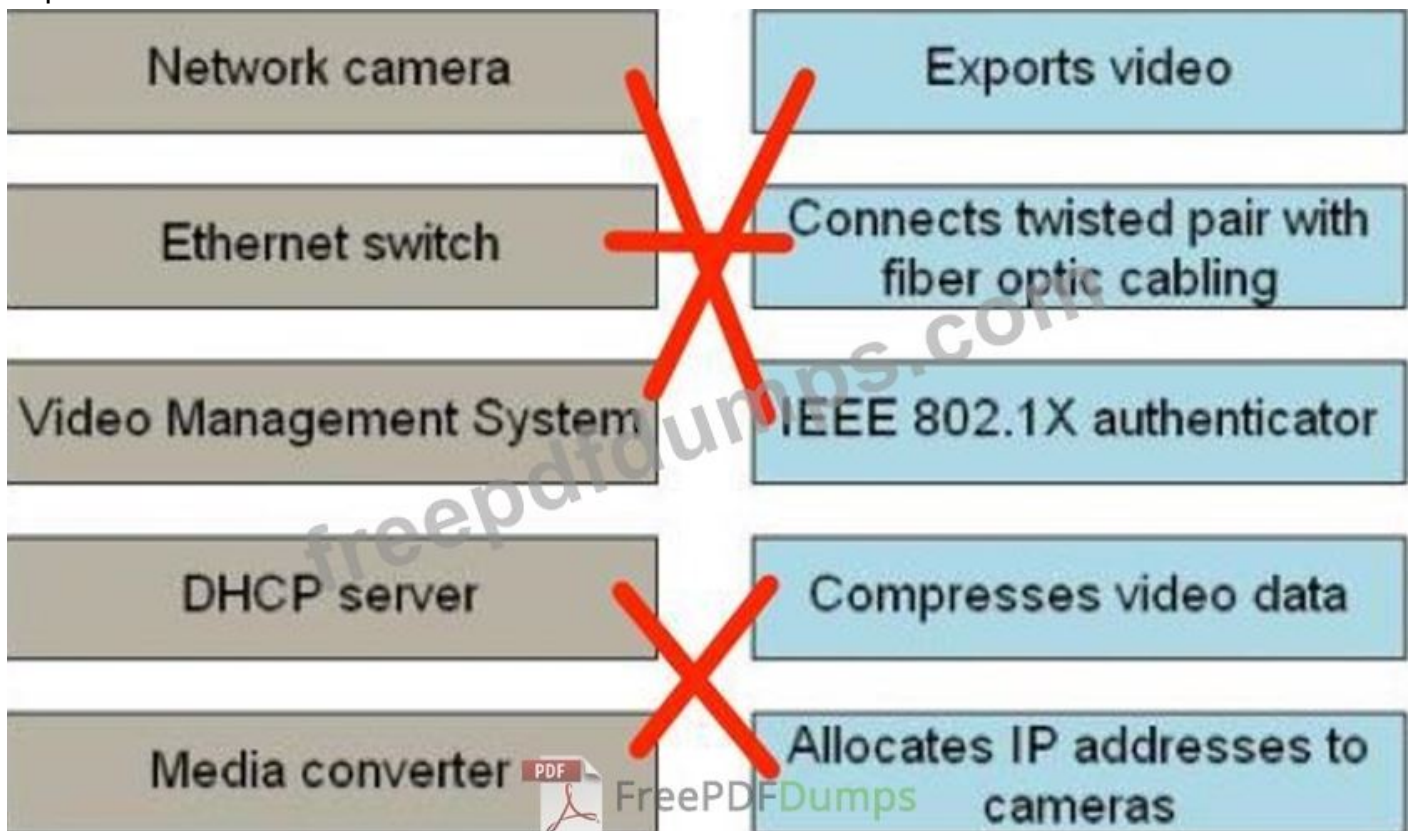 Network camera
Exports video
Ethernet switch
Connects twisted pair with
fiber optic cabling
Video Management System
IEEE 802.1X authenticator
freepdfdumps.com
DHCP server
Compresses video data
Media converter
Allocates IP addresses to
cameras
PDF
FreePDFDumps